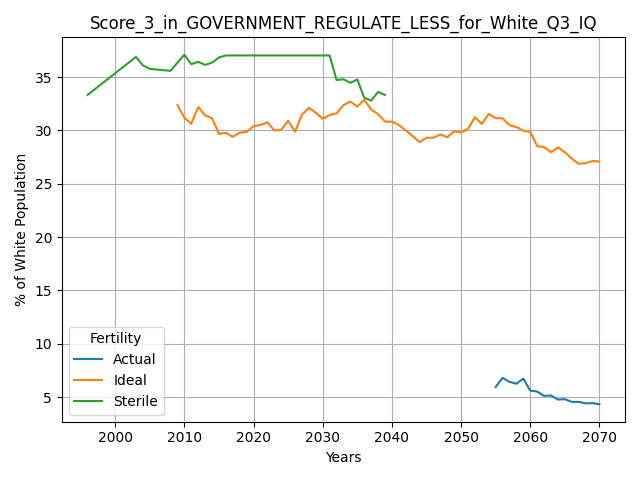 Score_3_in_GOVERNMENT_REGULATE_LESS_for_White_Q3_IQ
% of White Population
35
30
25
20
15
10
5
Fertility
Actual
Ideal
Sterile
2000 2010 2020 2030 2040 2050 2060 2070
Years